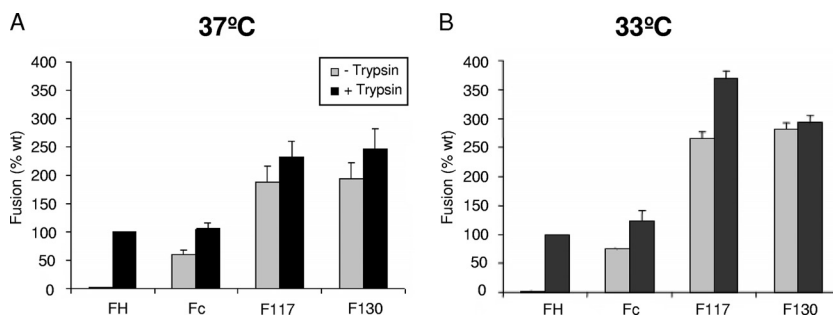 A
37ºC
Fusion (% wt)
400
350
300
250
200
150
100
50
0
- Trypsin
+ Trypsin
FH
Fc
F117
F130
B
33ºC
Fusion (% wt)
400
350
300
250
200
150
100
50
0
FH
Fc
F117
F130